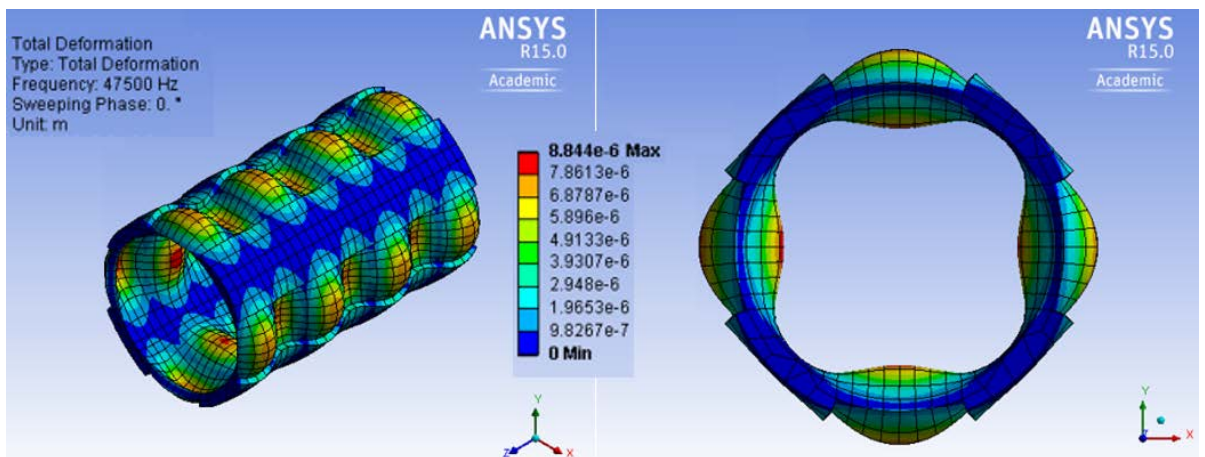 Total Deformation
Type: Total Deformation
Frequency: 47500 Hz
Sweeping Phase: 0. °
Unit: m
ANSYS
R15.0
Academic
8.844e-6 Max
7.8613e-6
6.8787e-6
5.896e-6
4.9133e-6
3.9307e-6
2.948e-6
1.9653e-6
9.8267e-7
0 Min
Y
Z
X
ANSYS
R15.0
Academic
Y
Z
X